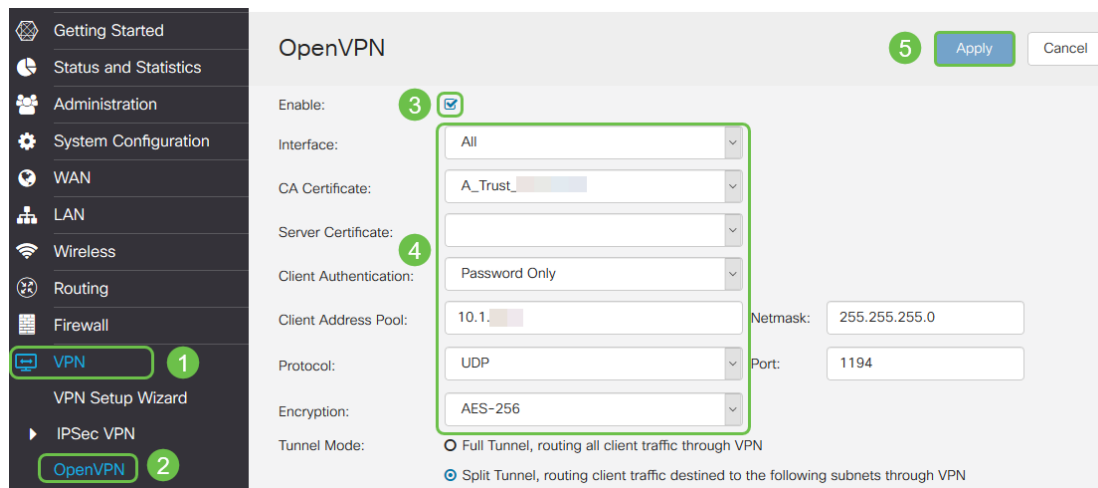 Getting Started
Status and Statistics
Administration
System Configuration
WAN
LAN
Wireless
Routing
Firewall
VPN 1
VPN Setup Wizard
IPSec VPN
OpenVPN 2
OpenVPN 5 Apply Cancel
Enable: 3
Interface: All
CA Certificate: A_Trust_
Server Certificate:
4
Client Authentication: Password Only
Client Address Pool: 10.1. Netmask: 255.255.255.0
Protocol: UDP Port: 1194
Encryption: AES-256
Tunnel Mode: Full Tunnel, routing all client traffic through VPN
Split Tunnel, routing client traffic destined to the following subnets through VPN